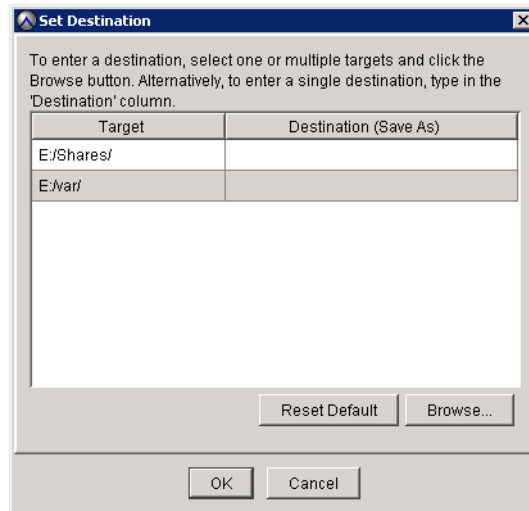 Set Destination
To enter a destination, select one or multiple targets and click the
Browse button. Alternatively, to enter a single destination, type in the
'Destination' column.
Target Destination (Save As)
E:/Shares/
E:/var/
Reset Default Browse...
OK Cancel